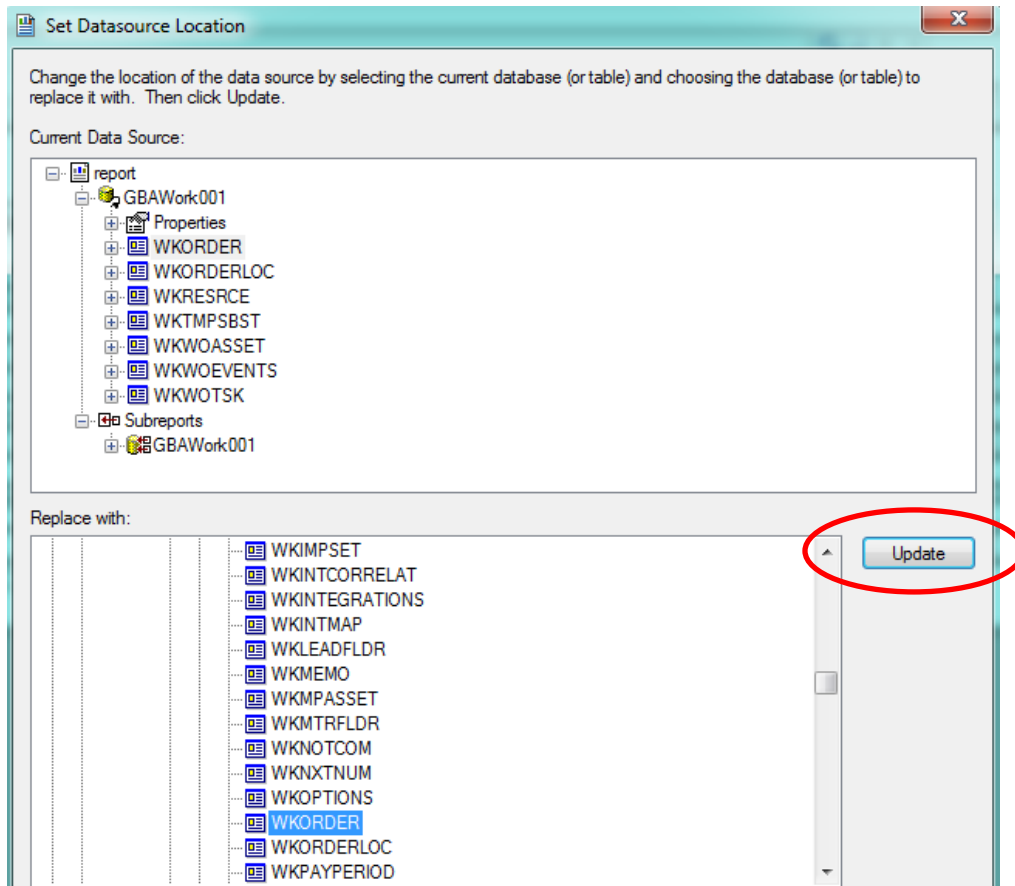 Set Datasource Location
x
Change the location of the data source by selecting the current database (or table) and choosing the database (or table) to
replace it with. Then click Update.
Current Data Source:
report
GBAWork001
Properties
WKORDER
WKORDERLOC
WKRESRCE
WKTMPSBST
WKWOASSET
WKWOEVENTS
WKWOTSK
Subreports
GBAWork001
Replace with:
WKIMPSET
Update
WKINTCORRELAT
WKINTEGRATIONS
WKINTMAP
WKLEADFLDR
WKMEMO
WKMPASSET
WKMTRFLDR
WKNOTCOM
WKNXTNUM
WKOPTIONS
WKORDER
WKORDERLOC
WKPAYPERIOD